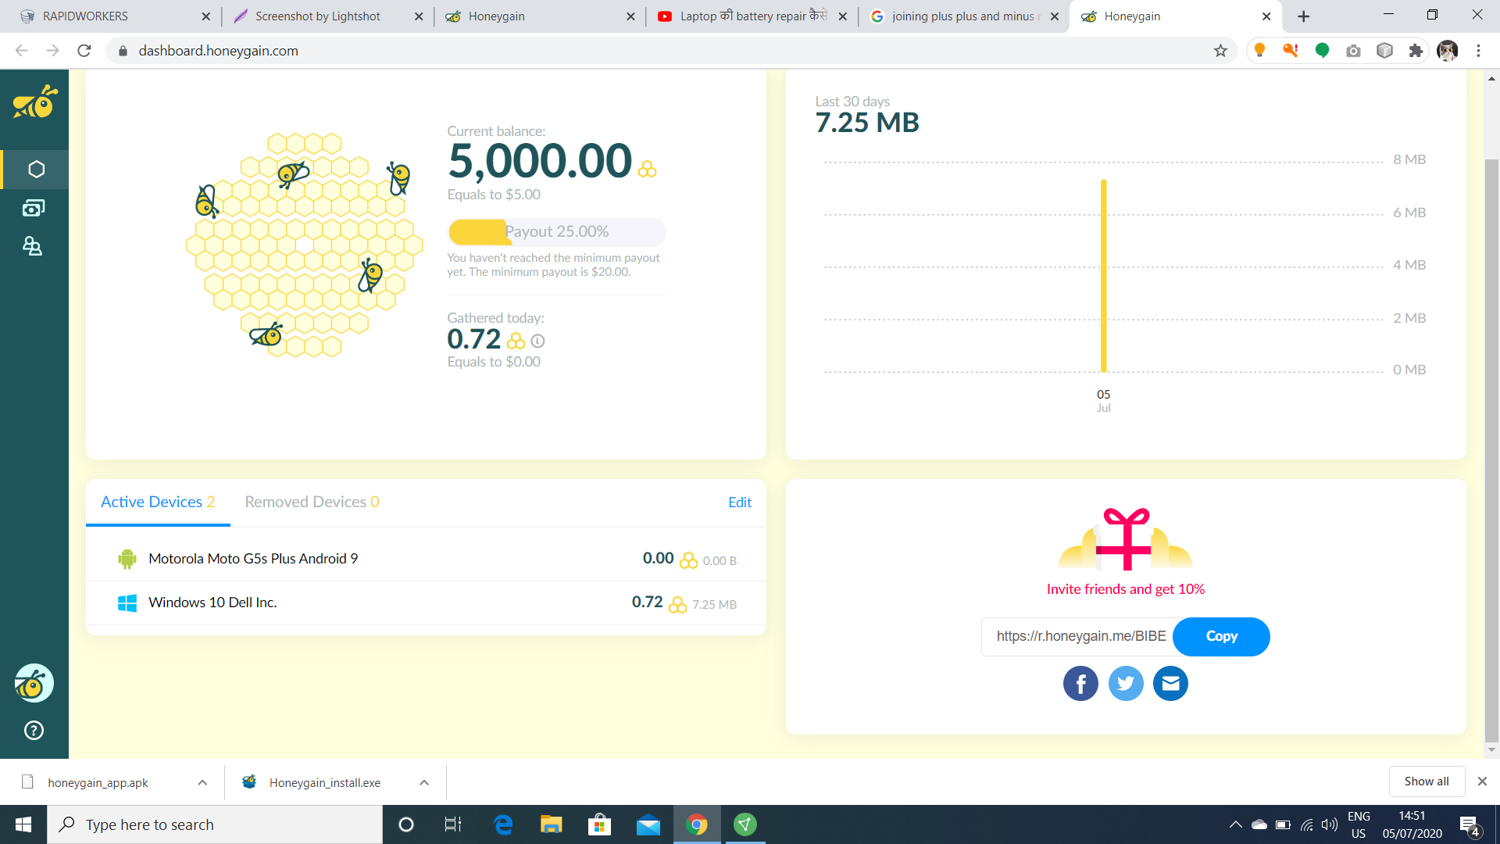 RAPIDWORKERS
Screenshot by Lightshot
Honeygain
Laptop की battery repair कैसे
joining plus plus and minus
Honeygain
dashboard.honeygain.com
Current balance:
5,000.00
Equals to $5.00
Payout 25.00%
You haven't reached the minimum payout
yet. The minimum payout is $20.00.
Gathered today:
0.72
Equals to $0.00
Last 30 days
7.25 MB
8 MB
6 MB
4 MB
2 MB
0 MB
05
Jul
Active Devices 2
Removed Devices 0
Edit
Motorola Moto G5s Plus Android 9
0.00
0.00 B
Windows 10 Dell Inc.
0.72
7.25 MB
Invite friends and get 10%
https://r.honeygain.me/BIBE
Copy
honeygain_app.apk
Honeygain_install.exe
Show all
Type here to search
ENG
US
14:51
05/07/2020
4